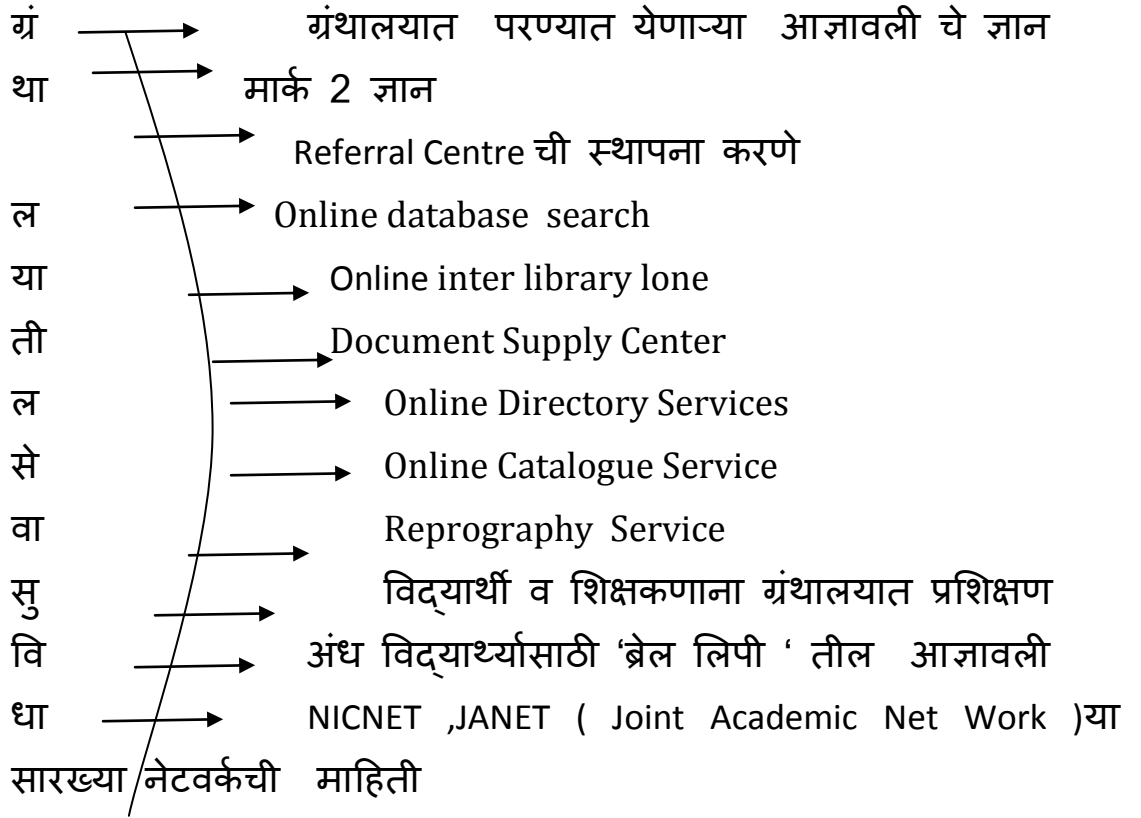 ग्रं ग्रंथालयात परण्यात येणाऱ्या आज्ञावली चे ज्ञान
था मार्क 2 ज्ञान
Referral Centre ची स्थापना करणे
ल Online database search
या Online inter library lone
ती Document Supply Center
ल Online Directory Services
से Online Catalogue Service
वा Reprography Service
सु विद्यार्थी व शिक्षकणाना ग्रंथालयात प्रशिक्षण
वि अंध विद्यार्थ्यासाठी ‘ब्रेल लिपी ‘ तील आज्ञावली
धा NICNET ,JANET ( Joint Academic Net Work )या
सारख्या नेटवर्कची माहिती